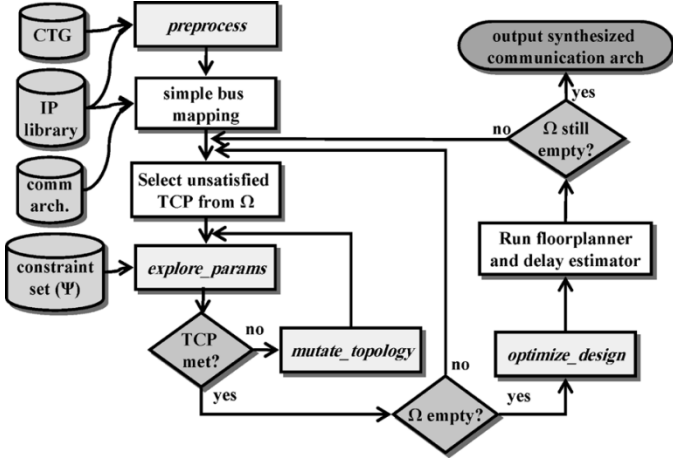 CTG
preprocess
output synthesized
communication arch
IP
library
simple bus
mapping
yes
no
Ω still
empty?
comm
arch.
Select unsatisfied
TCP from Ω
Run floorplanner
and delay estimator
constraint
set (Ψ)
explore_params
TCP
met?
no
mutate_topology
no
optimize_design
yes
Ω empty?
yes